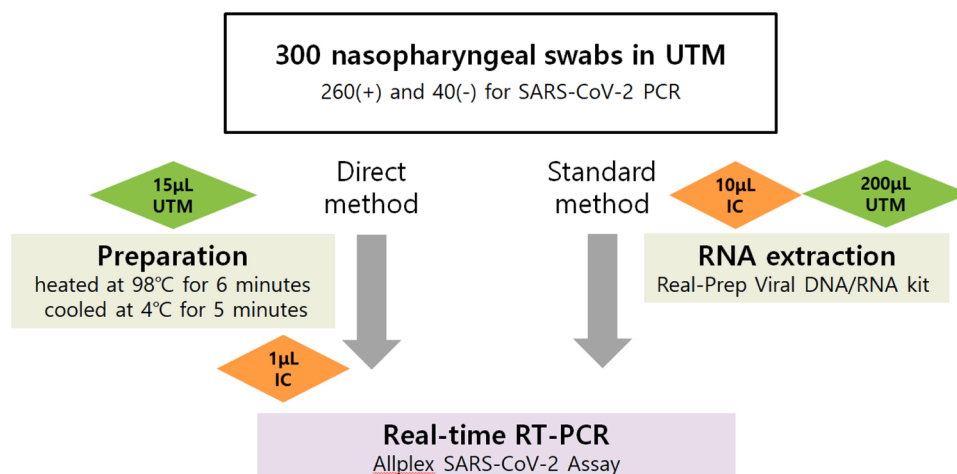 300 nasopharyngeal swabs in UTM
260(+) and 40(-) for SARS-CoV-2 PCR
15μL
UTM
Direct
method
Standard
method
10μL
IC
200μL
UTM
Preparation
heated at 98℃ for 6 minutes
cooled at 4℃ for 5 minutes
RNA extraction
Real-Prep Viral DNA/RNA kit
1μL
IC
Real-time RT-PCR
Allplex SARS-CoV-2 Assay